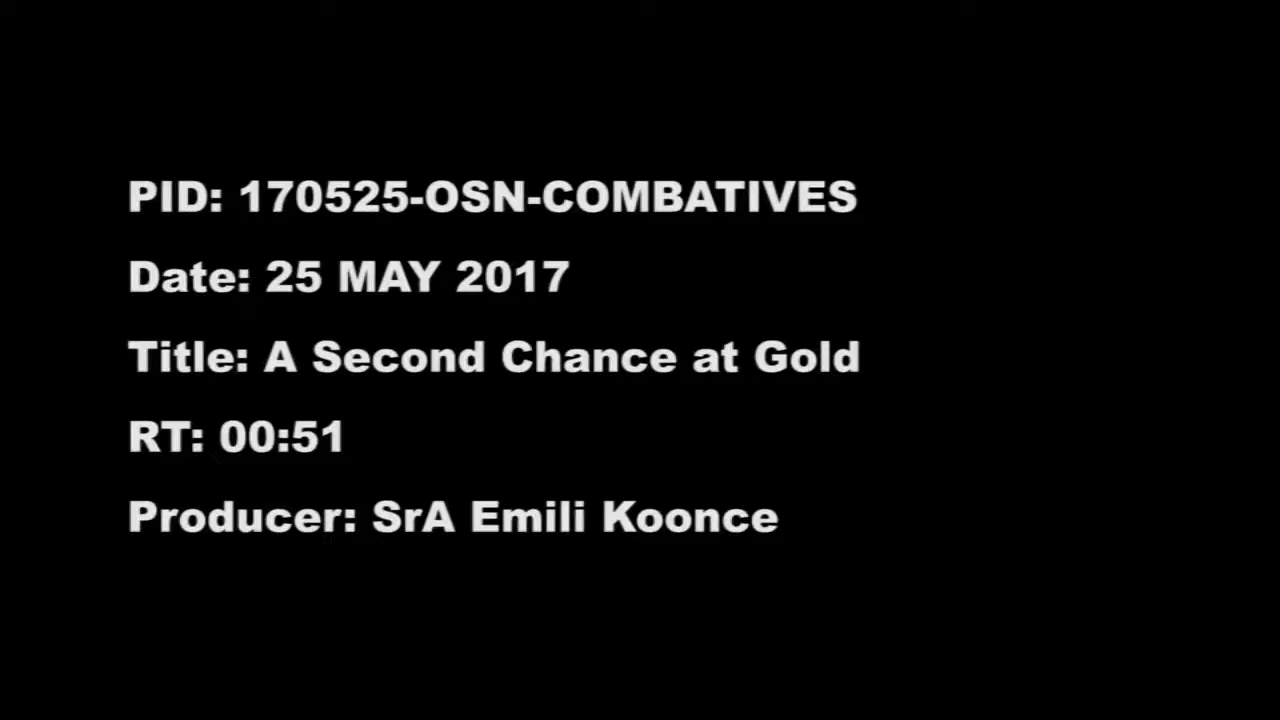 PID: 170525-OSN-COMBATIVES
Date: 25 MAY 2017
Title: A Second Chance at Gold
RT: 00:51
Producer: SrA Emili Koonce